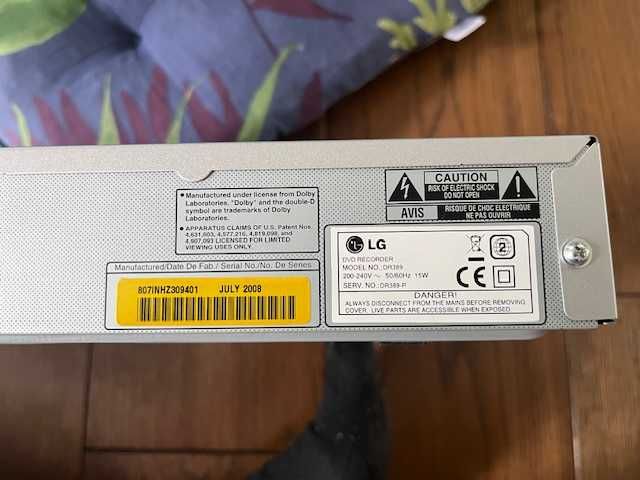 • Manufactured under license from Dolby
Laboratories. "Dolby" and the double-D
symbol are trademarks of Dolby
Laboratories.
• APPARATUS CLAIMS OF U.S. Patent Nos.
4,631,603, 4,577,216, 4,819,098, and
4,907,093 LICENSED FOR LIMITED
VIEWING USES ONLY.
Manufactured/Date De Fab./ Serial No./No. De Series
807INHZ309401 JULY 2008
CAUTION
RISK OF ELECTRIC SHOCK
DO NOT OPEN
AVIS
RISQUE DE CHOC ELECTRIQUE
NE PAS OUVRIR
LG
DVD RECORDER
MODEL NO.: DR389
200-240V~ 50/60Hz 15W
SERV. NO.: DR389-P
2
CE
DANGER!
ALWAYS DISCONNECT FROM THE MAINS BEFORE REMOVING
COVER. LIVE PARTS ARE ACCESSIBLE WHEN EXPOSED